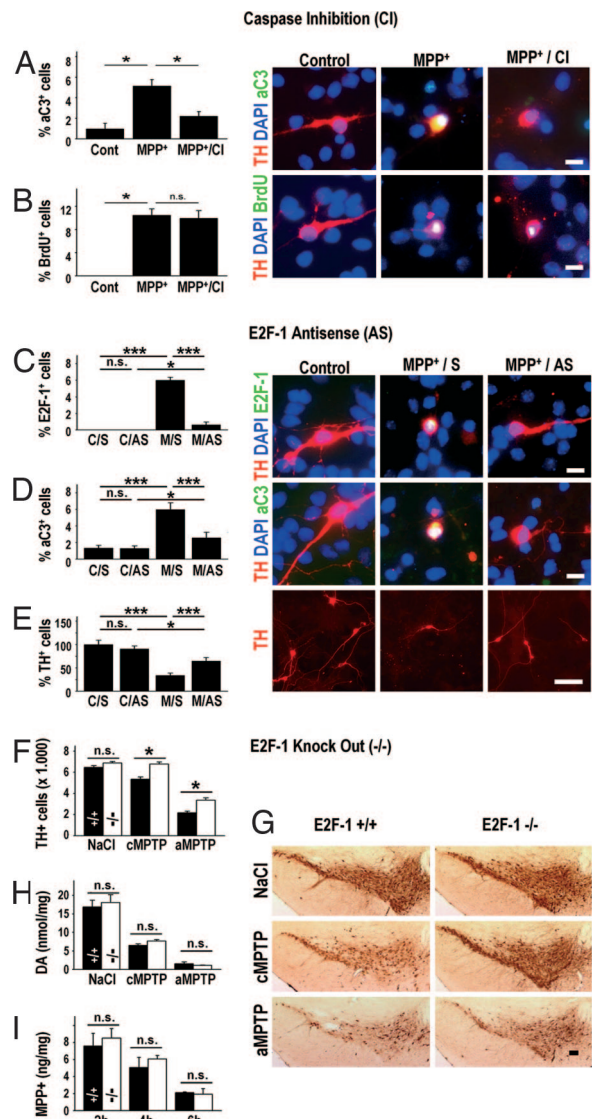 Caspase Inhibition (CI)
A
% aC3⁺ cells
8
6
4
2
0
* *
Cont MPP⁺ MPP⁺/CI
Control MPP⁺ MPP⁺ / CI
TH DAPI aC3
B
% BrdU⁺ cells
12
8
4
0
* n.s.
Cont MPP⁺ MPP⁺/CI
TH DAPI BrdU
E2F-1 Antisense (AS)
C
% E2F-1⁺ cells
8
6
4
2
0
*** ***
n.s. *
C/S C/AS M/S M/AS
Control MPP⁺ / S MPP⁺ / AS
TH DAPI E2F-1
D
% aC3⁺ cells
8
6
4
2
0
*** ***
n.s. *
C/S C/AS M/S M/AS
TH DAPI aC3
E
% TH⁺ cells
150
100
50
0
*** ***
n.s. *
C/S C/AS M/S M/AS
TH
E2F-1 Knock Out (-/-)
F
TH+ cells (x 1.000)
8
6
4
2
0
n.s. * *
+/+ -/-
NaCl cMPTP aMPTP
G
E2F-1 +/+ E2F-1 -/-
NaCl
cMPTP
aMPTP
H
DA (nmol/mg)
20
15
10
5
0
n.s. n.s. n.s.
+/+ -/-
NaCl cMPTP aMPTP
I
MPP+ (ng/mg)
8
6
4
2
0
n.s. n.s. n.s.
+/+ -/-